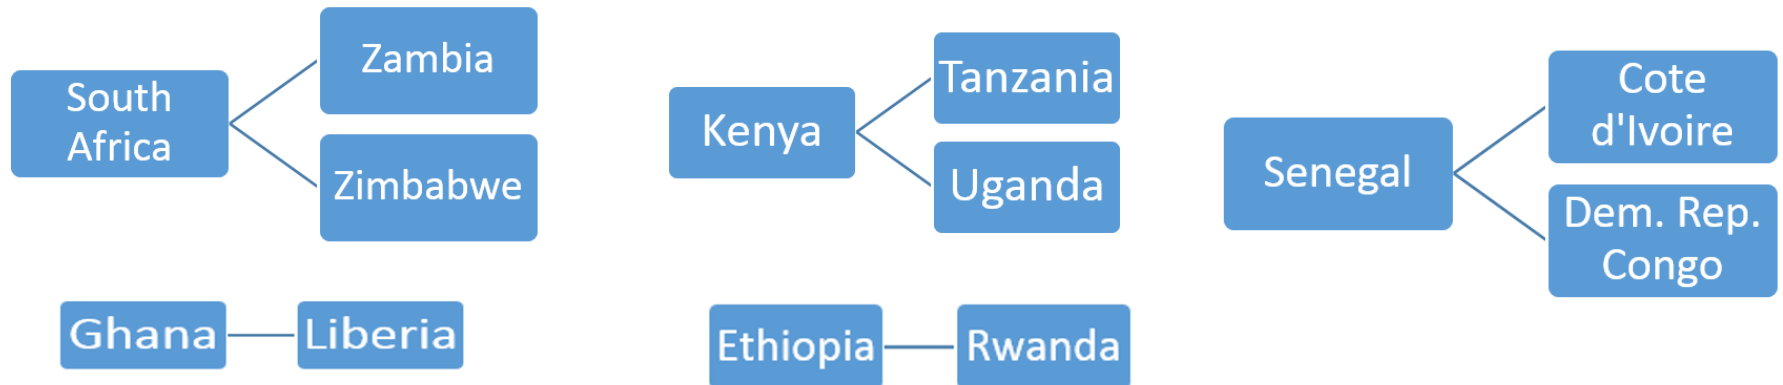 South
Africa
Zambia
Zimbabwe
Kenya
Tanzania
Uganda
Senegal
Cote
d'Ivoire
Dem. Rep.
Congo
Ghana
Liberia
Ethiopia
Rwanda